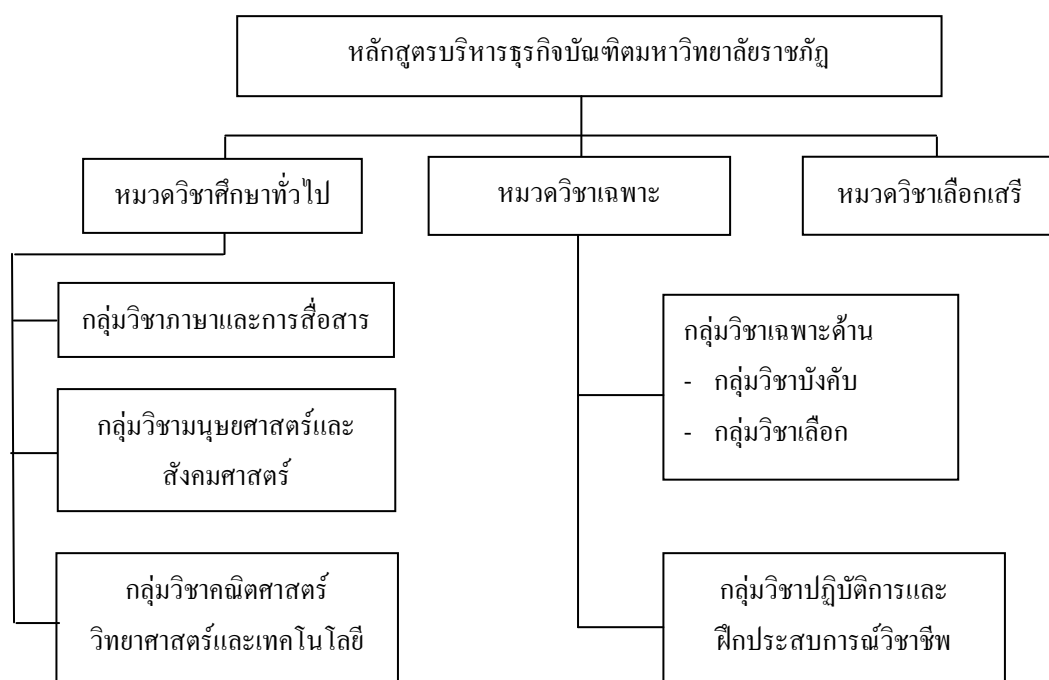 หลักสูตรบริหารธุรกิจบัณฑิตมหาวิทยาลัยราชภัฏ
หมวดวิชาศึกษาทั่วไป
หมวดวิชาเฉพาะ
หมวดวิชาเลือกเสรี
กลุ่มวิชาภาษาและการสื่อสาร
กลุ่มวิชามนุษยศาสตร์และ
สังคมศาสตร์
กลุ่มวิชาคณิตศาสตร์
วิทยาศาสตร์และเทคโนโลยี
กลุ่มวิชาเฉพาะด้าน
- กลุ่มวิชาบังคับ
- กลุ่มวิชาเลือก
กลุ่มวิชาปฏิบัติการและ
ฝึกประสบการณ์วิชาชีพ